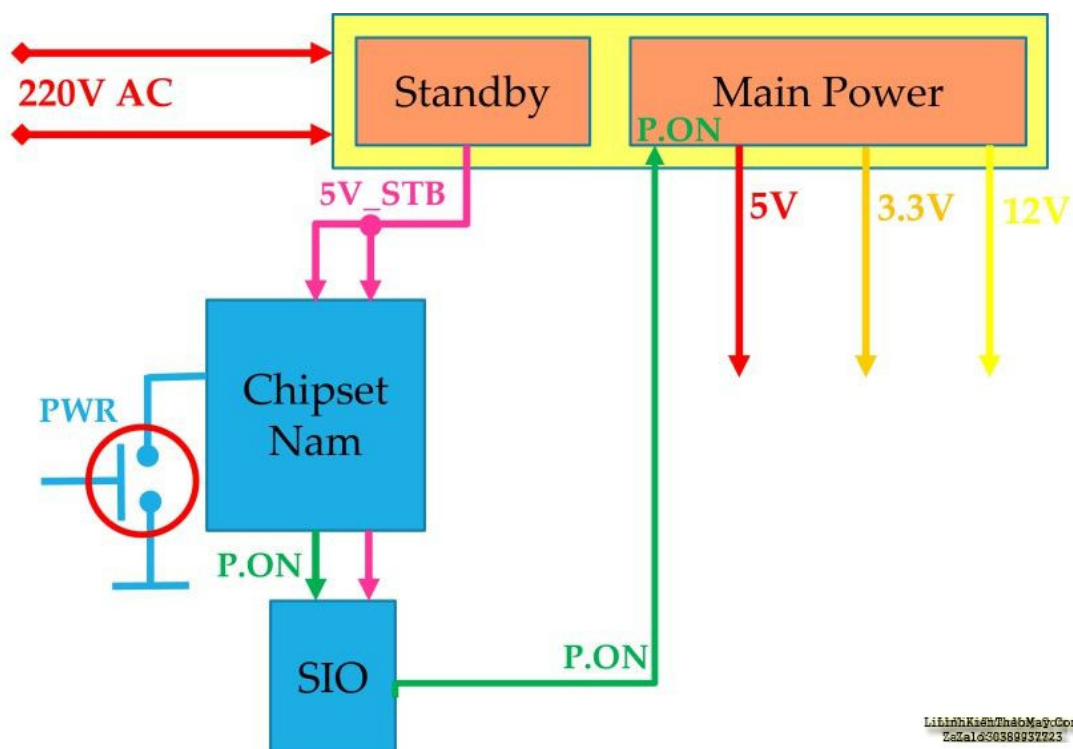 220V AC
Standby
Main Power
P.ON
5V_STB
5V
3.3V
12V
Chipset
Nam
PWR
P.ON
SIO
P.ON